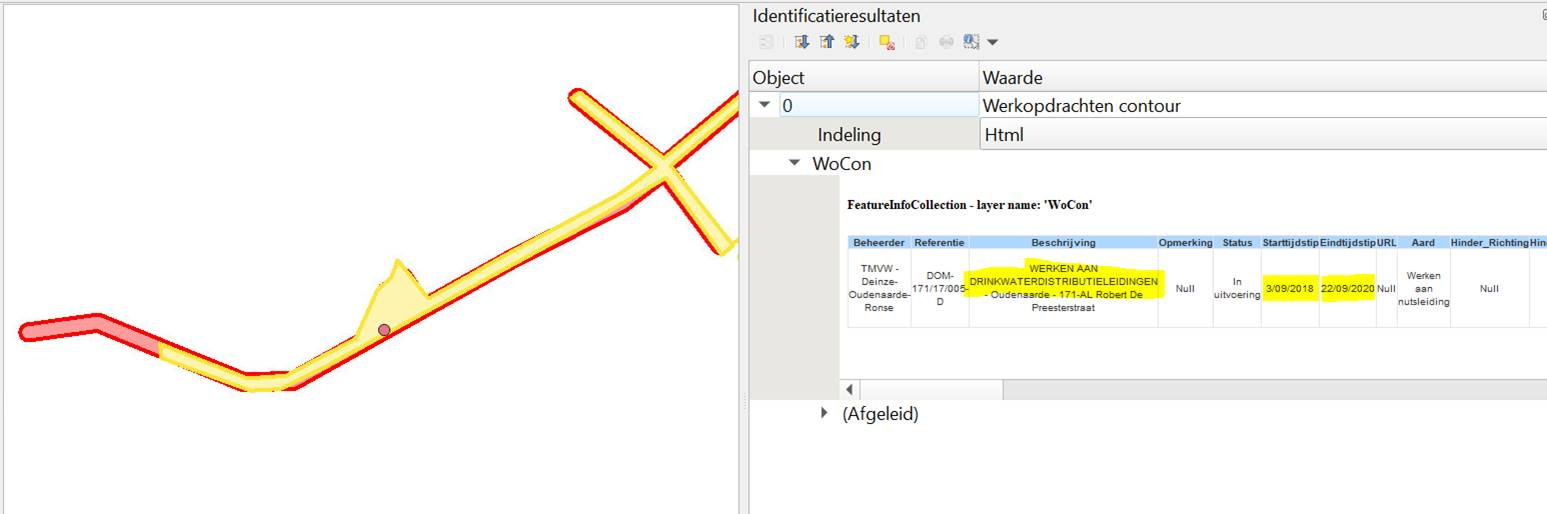 Identificatieresultaten
Object Waarde
0 Werkopdrachten contour
Indeling Html
WoCon
FeatureInfoCollection - layer name: 'WoCon'
Beheerder Referentie Beschrijving Opmerking Status Starttijdstip Eindtijdstip URL Aard Hinder_Richting Hin
TMVW -
Deinze-
Oudenaarde-
Ronse
DOM-
171/17/005-
D
WERKEN AAN
DRINKWATERDISTRIBUTIELEIDINGEN
- Oudenaarde - 171-AL Robert De
Preesterstraat
Null
In
uitvoering
3/09/2018
22/09/2020
Null
Werken
aan
nutsleiding
Null
(Afgeleid)